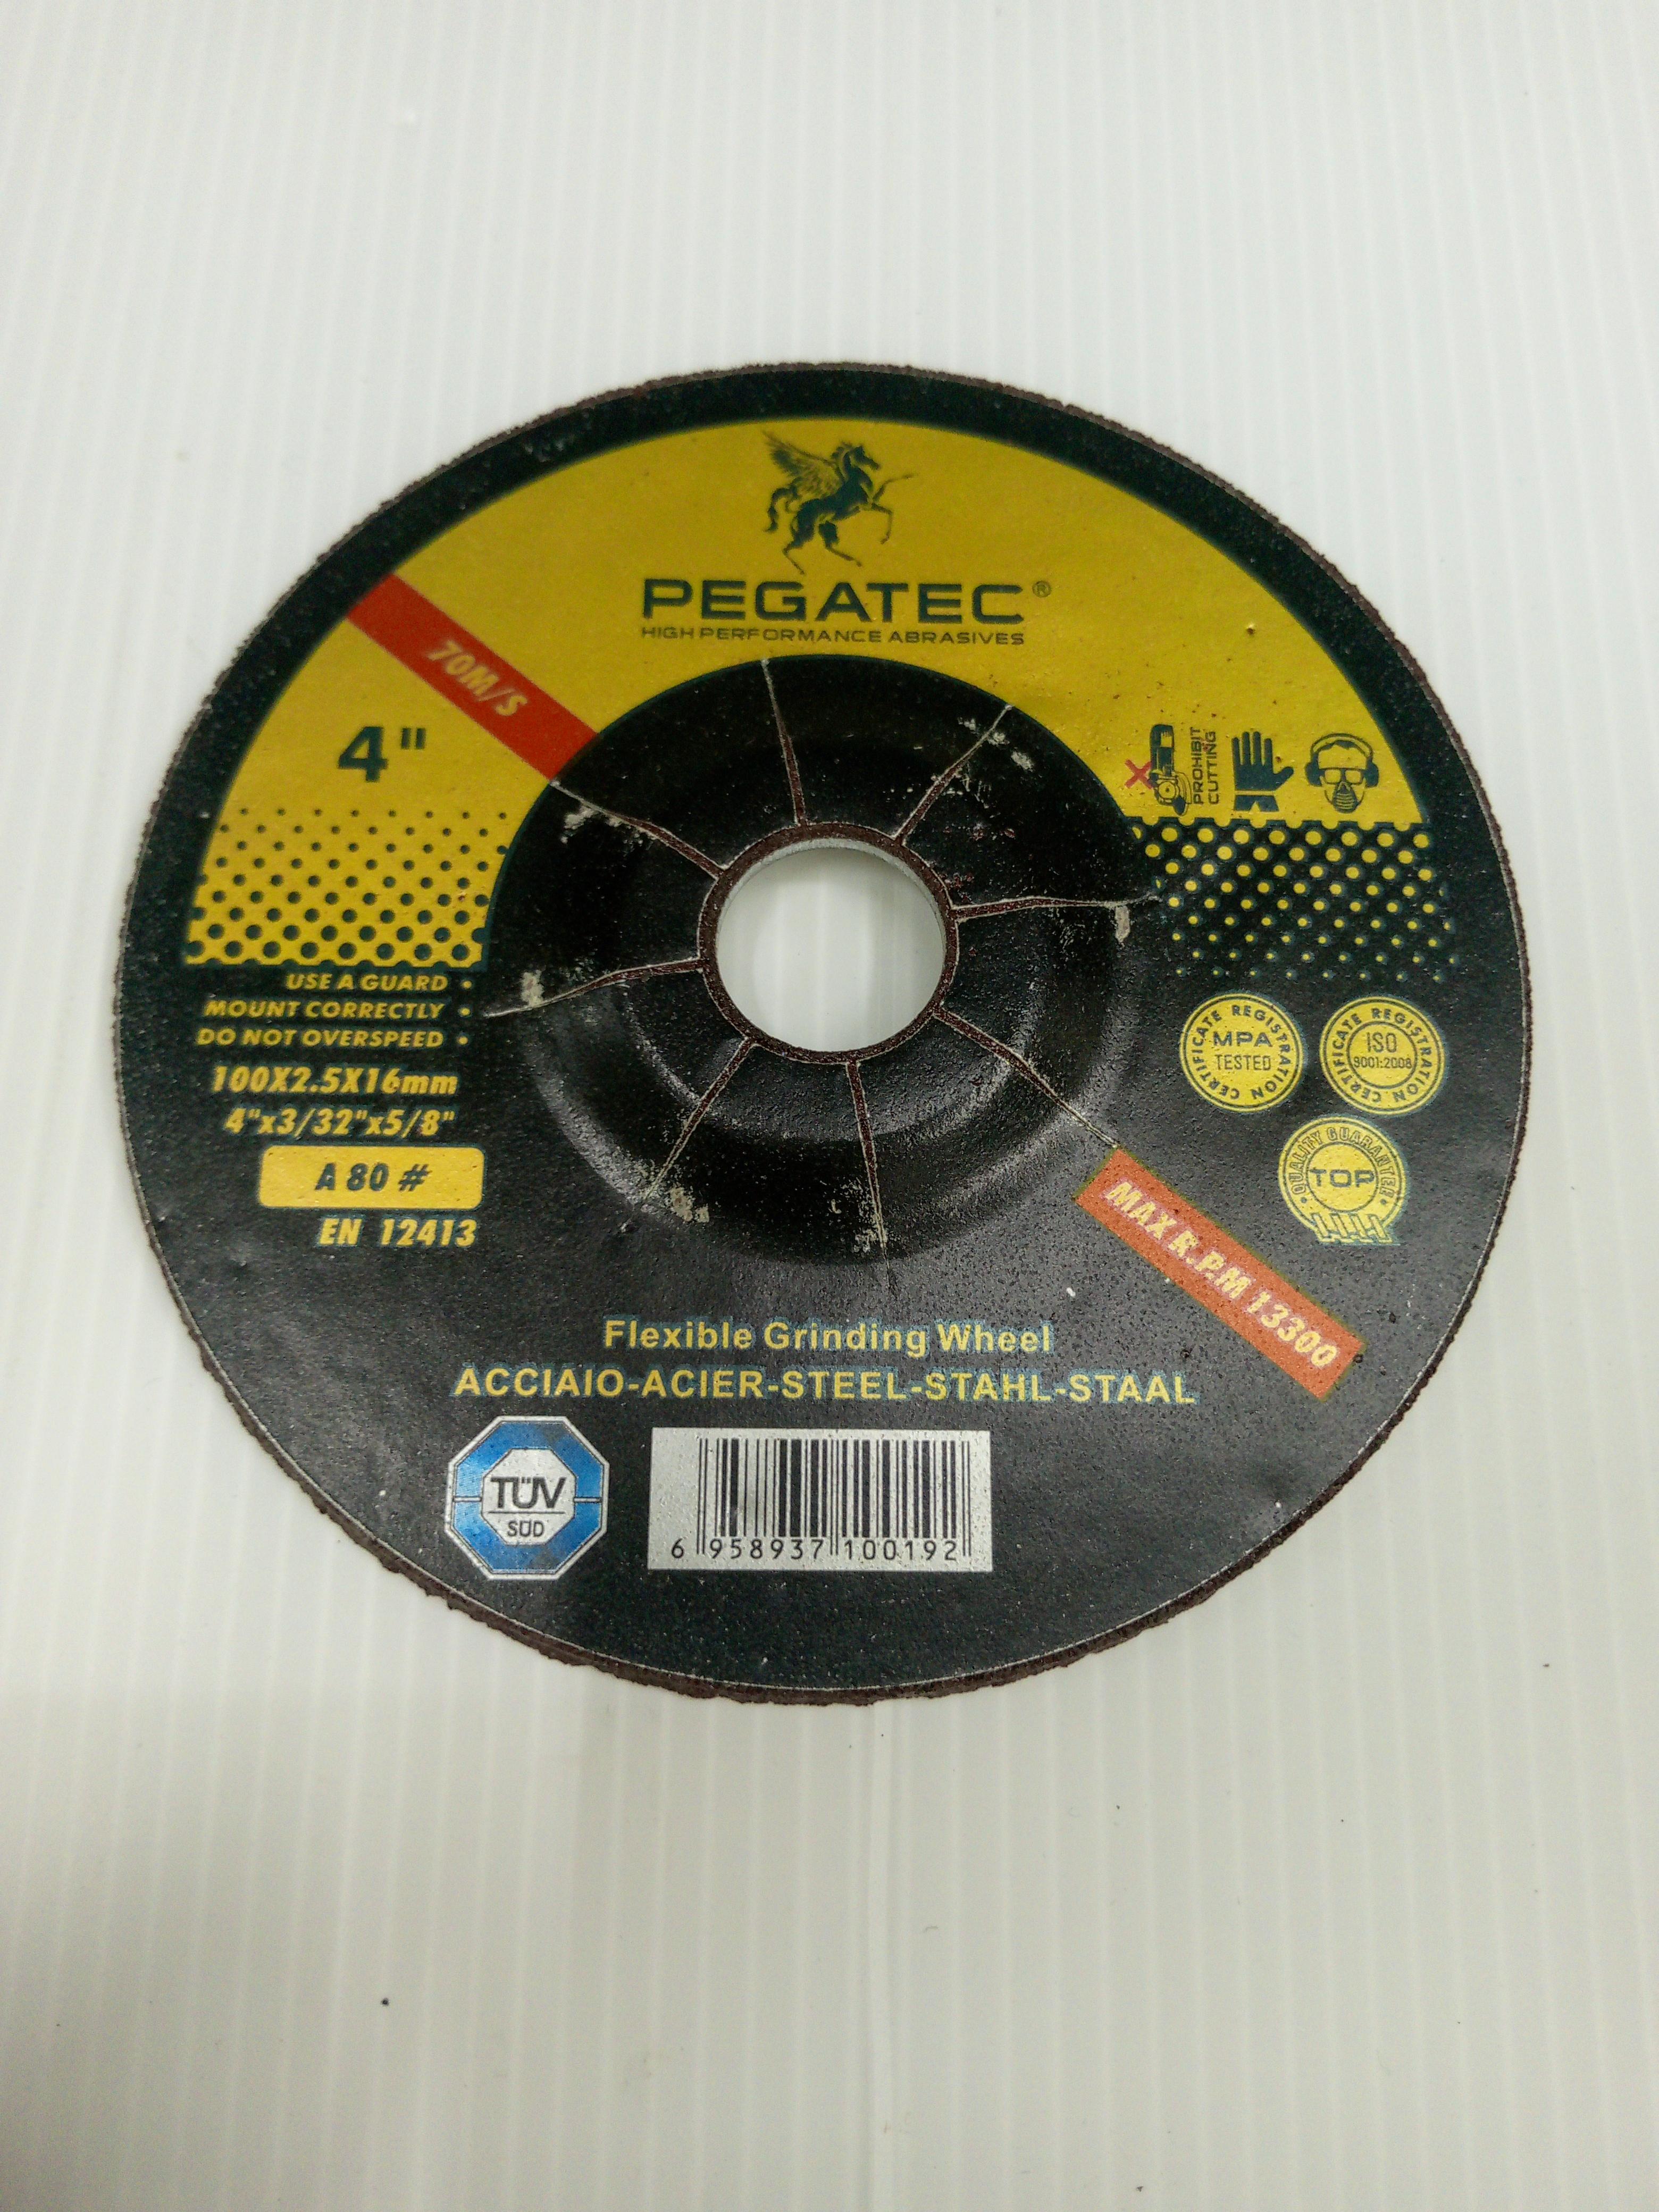 PEGATEC®
HIGH PERFORMANCE ABRASIVES
70M/S
4"
PROHIBIT
CUTTING
USE A GUARD •
MOUNT CORRECTLY •
DO NOT OVERSPEED •
100X2.5X16mm
4"x3/32"x5/8"
A 80 #
EN 12413
CERTIFICATE REGISTRATION
MPA
TESTED
CERTIFICATE REGISTRATION
ISO
9001:2008
QUALITY GUARANTEE
TOP
MAX R.P.M 13300
Flexible Grinding Wheel
ACCIAIO-ACIER-STEEL-STAHL-STAAL
TÜV
SÜD
6 958937 100192